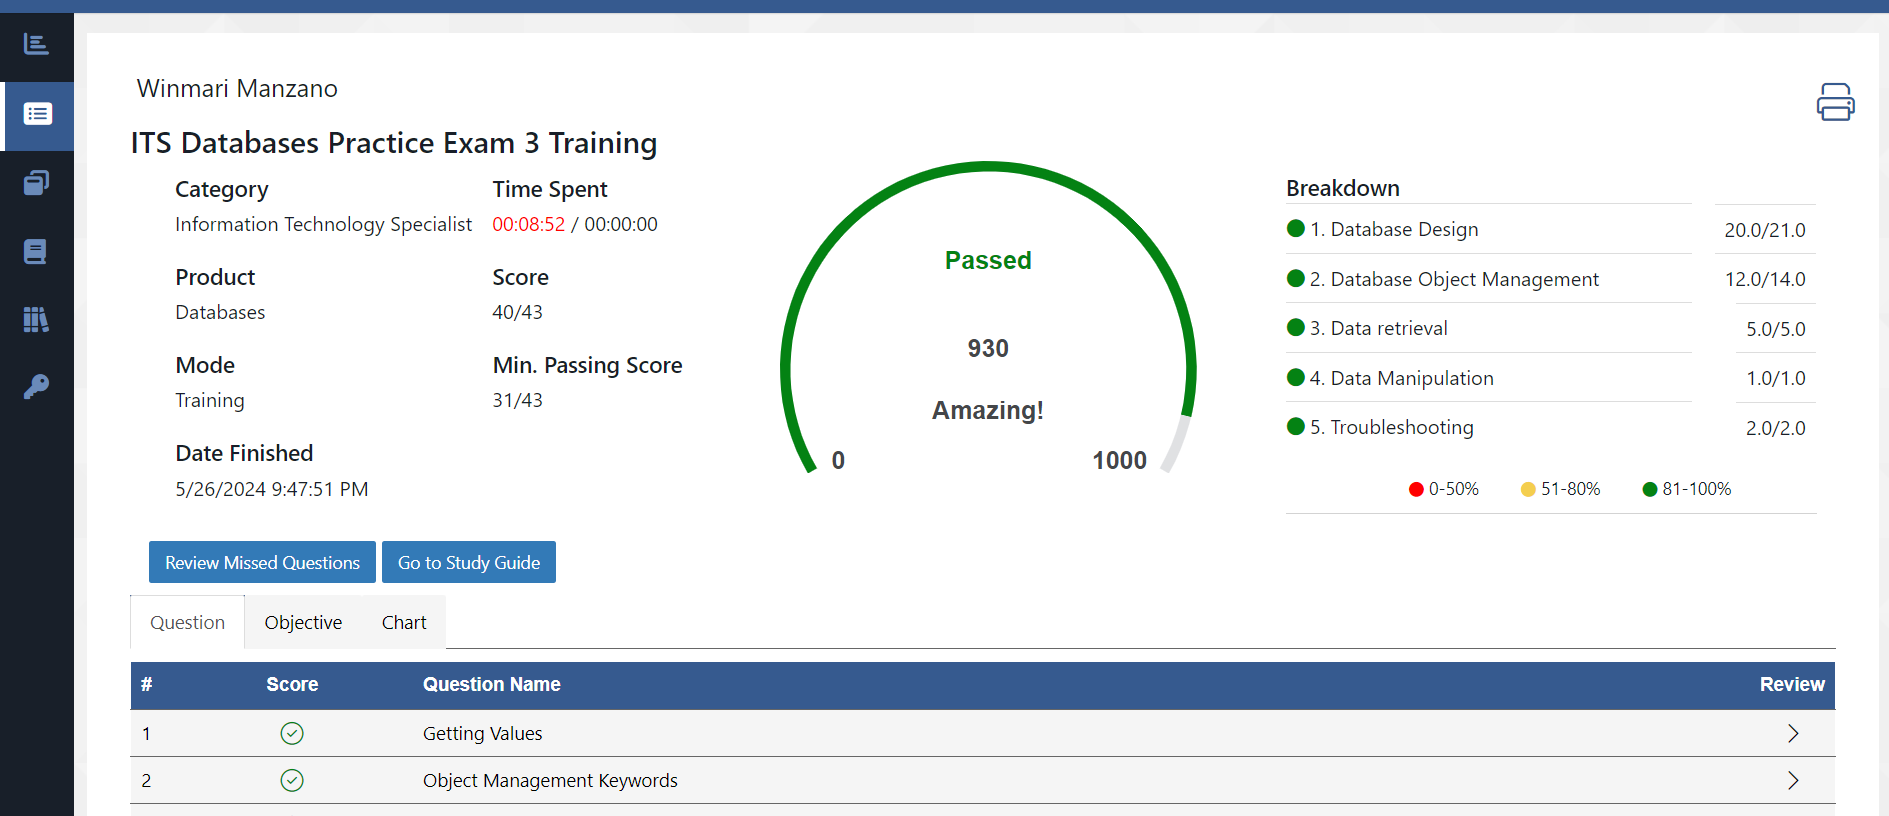 Winmari Manzano
ITS Databases Practice Exam 3 Training
Category
Information Technology Specialist
Time Spent
00:08:52 / 00:00:00
Product
Databases
Score
40/43
Mode
Training
Min. Passing Score
31/43
Date Finished
5/26/2024 9:47:51 PM
Passed
930
Amazing!
0
1000
Breakdown
1. Database Design 20.0/21.0
2. Database Object Management 12.0/14.0
3. Data retrieval 5.0/5.0
4. Data Manipulation 1.0/1.0
5. Troubleshooting 2.0/2.0
0-50% 51-80% 81-100%
Review Missed Questions Go to Study Guide
Question Objective Chart
# Score Question Name Review
1 Getting Values
2 Object Management Keywords